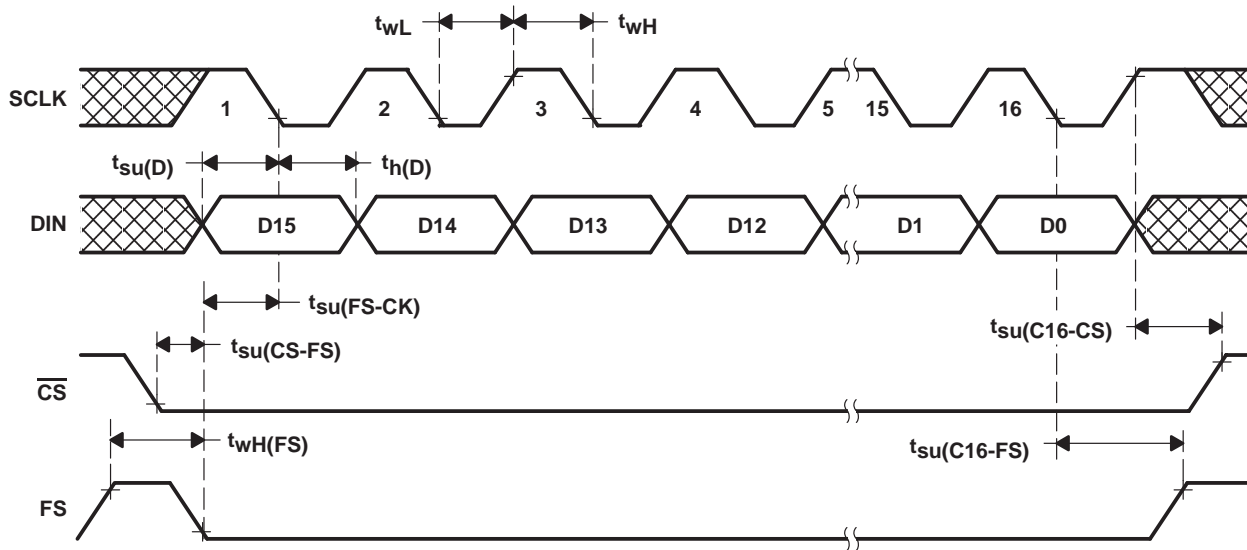 twL
twH
SCLK
1
2
3
4
5
15
16
tsu(D)
th(D)
DIN
D15
D14
D13
D12
D1
D0
tsu(FS-CK)
tsu(C16-CS)
tsu(CS-FS)
CS
twH(FS)
tsu(C16-FS)
FS